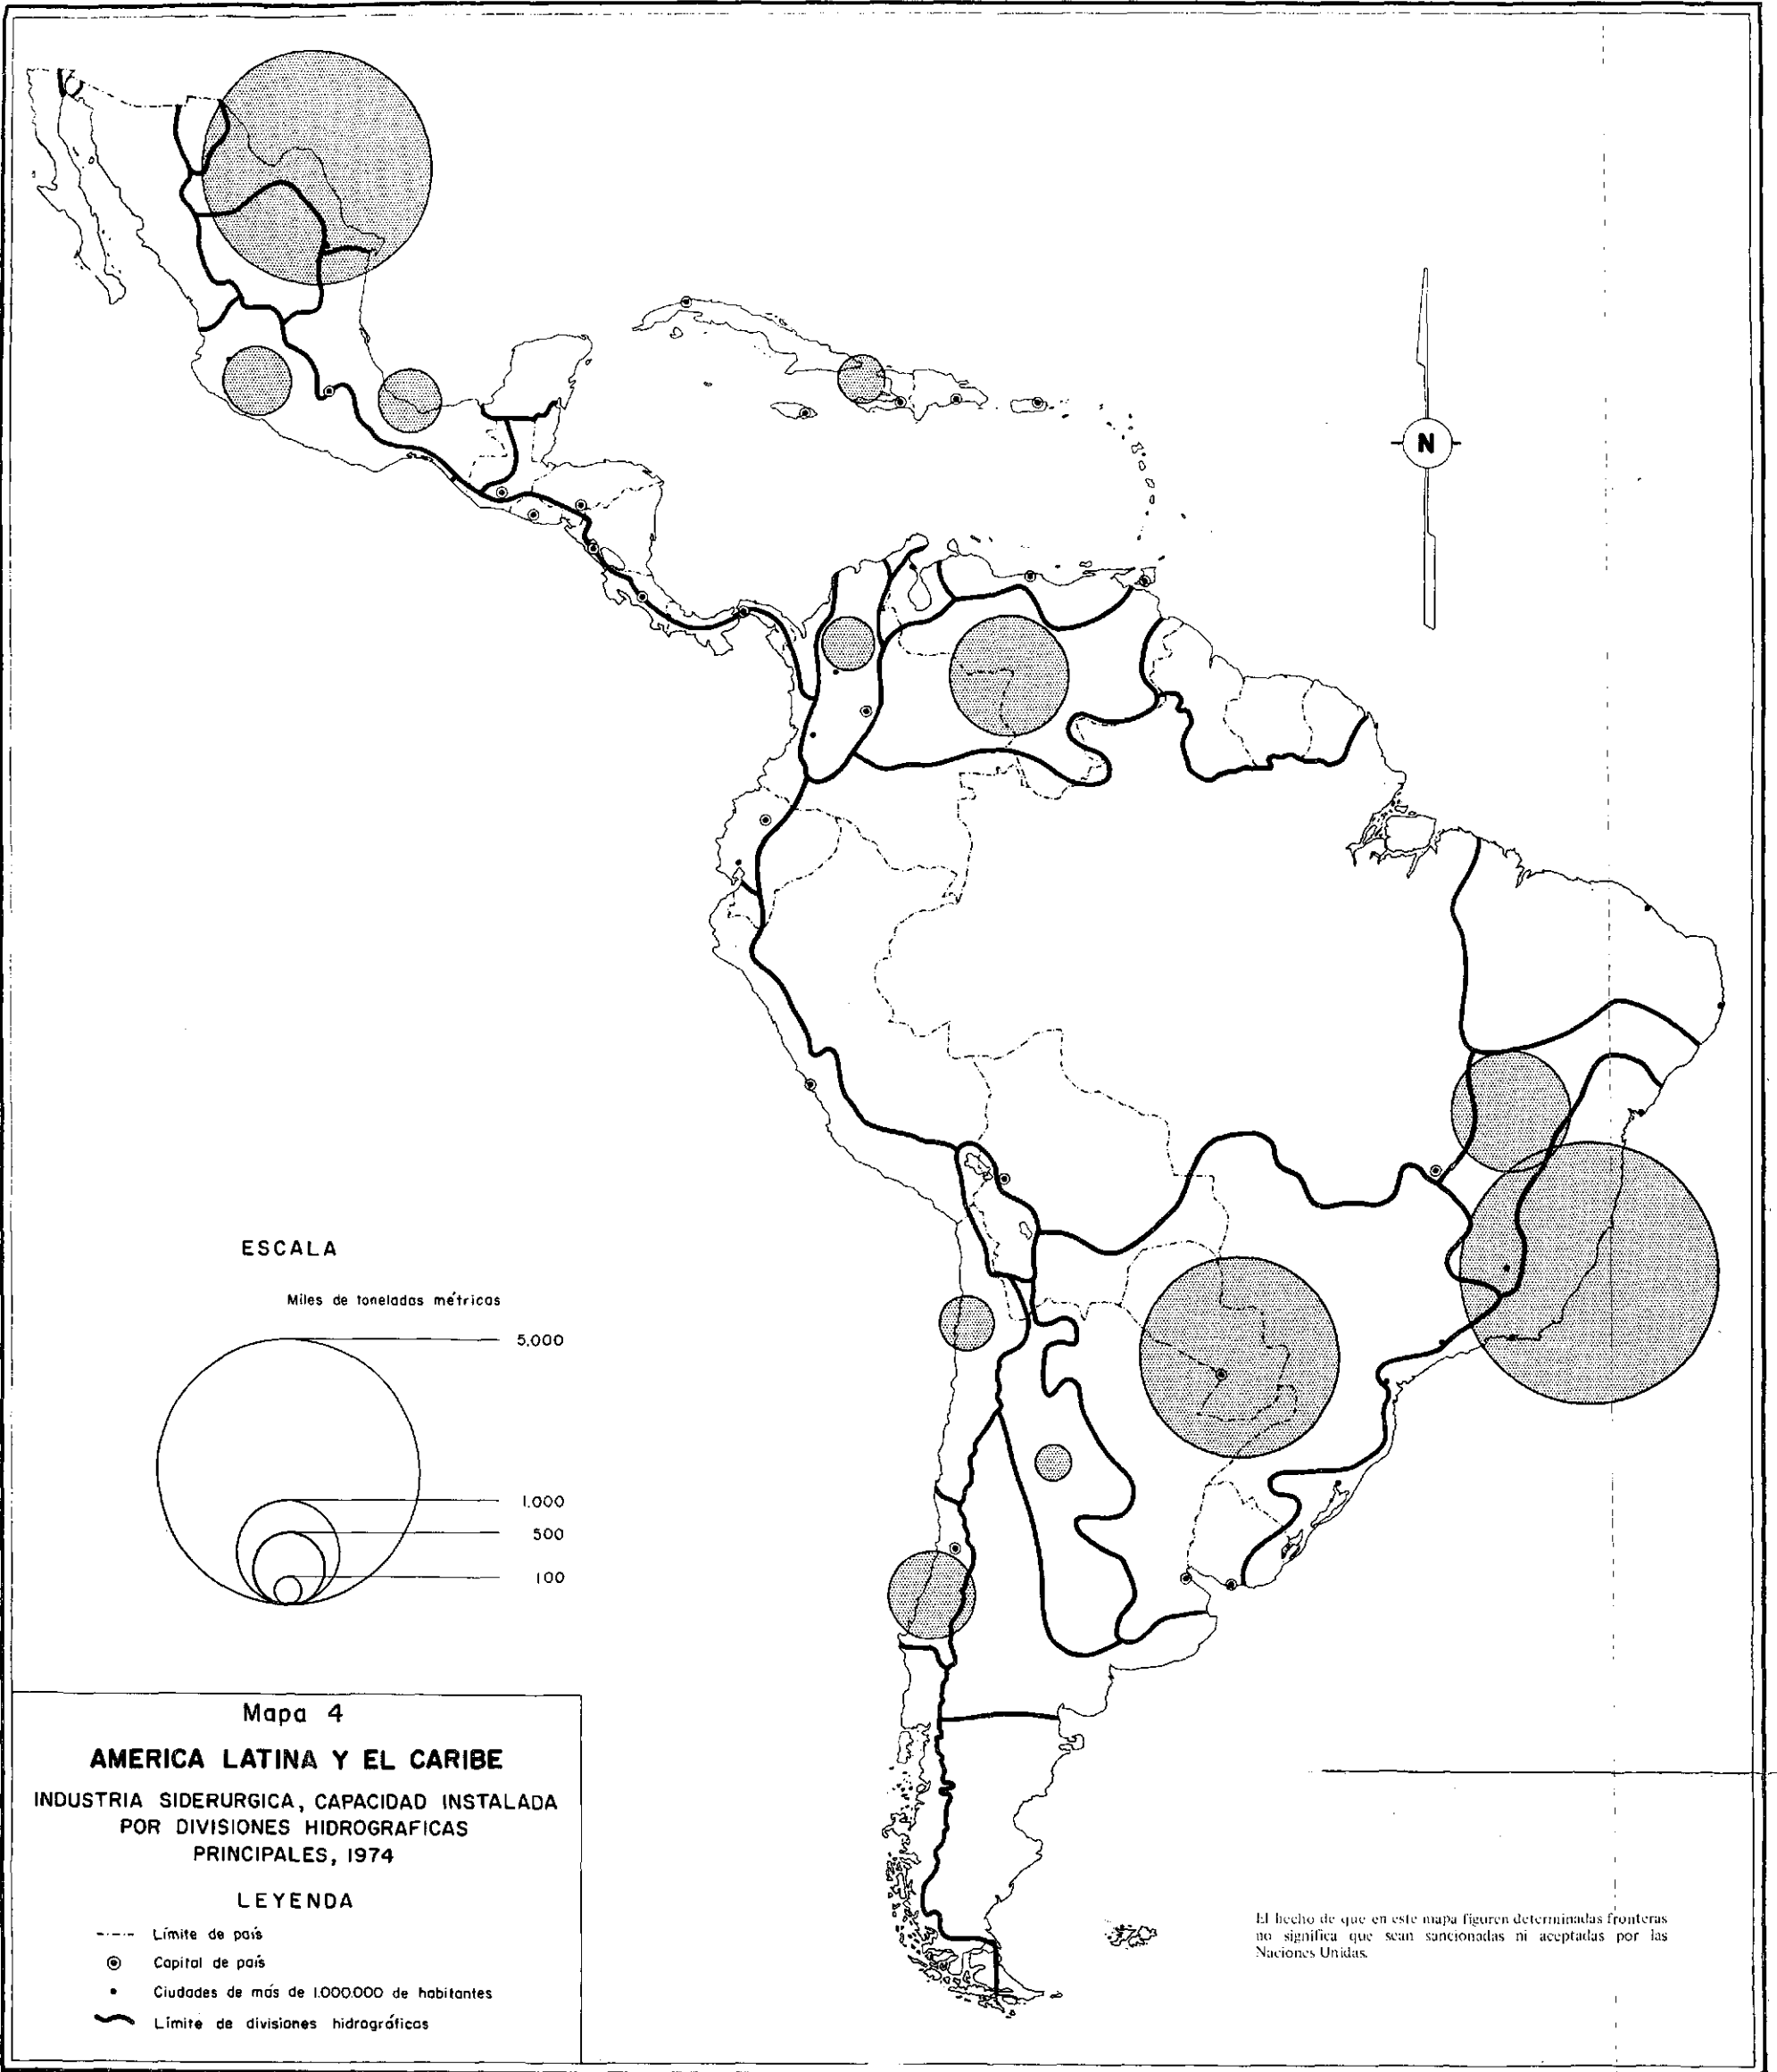 N
ESCALA
Miles de toneladas métricas
5.000
1.000
500
100
Mapa 4
AMERICA LATINA Y EL CARIBE
INDUSTRIA SIDERURGICA, CAPACIDAD INSTALADA
POR DIVISIONES HIDROGRAFICAS
PRINCIPALES, 1974
LEYENDA
Límite de país
Capital de país
Ciudades de más de 1.000.000 de habitantes
Límite de divisiones hidrográficas
El hecho de que en este mapa figuren determinadas fronteras
no significa que sean sancionadas ni aceptadas por las
Naciones Unidas.